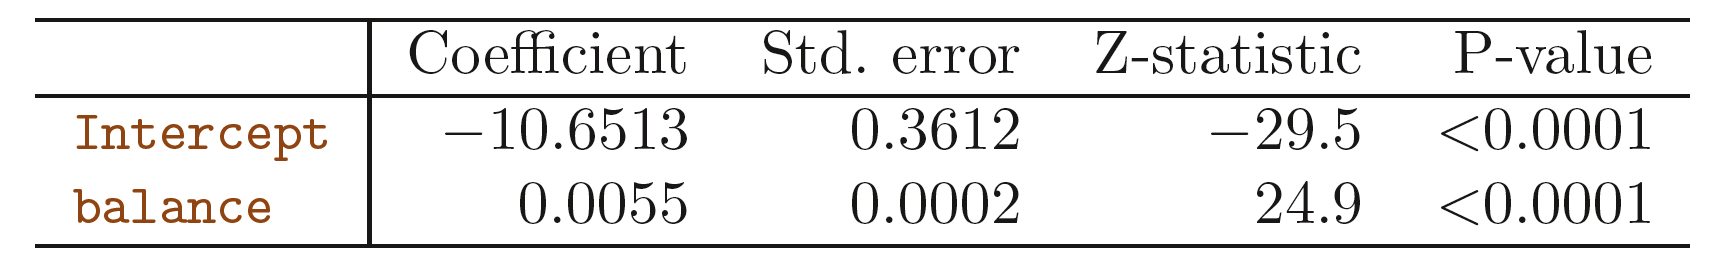 Coefficient Std. error Z-statistic P-value
Intercept −10.6513 0.3612 −29.5 <0.0001
balance 0.0055 0.0002 24.9 <0.0001